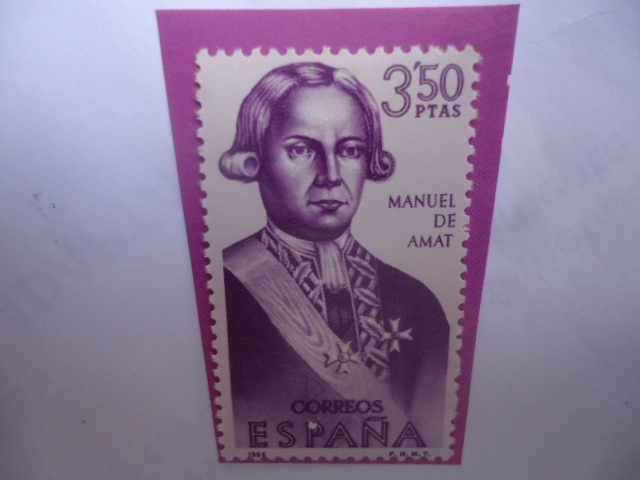 3'50
PTAS
MANUEL
DE
AMAT
CORREOS
ESPAÑA
F.N.M.T.